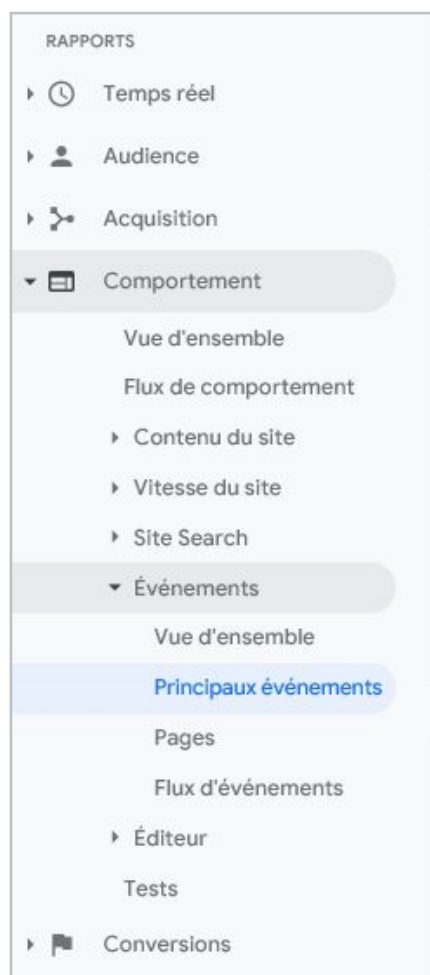 RAPPORTS
Temps réel
Audience
Acquisition
Comportement
Vue d'ensemble
Flux de comportement
Contenu du site
Vitesse du site
Site Search
Événements
Vue d'ensemble
Principaux événements
Pages
Flux d'événements
Éditeur
Tests
Conversions